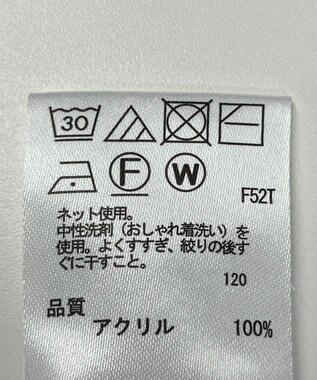 30
F W
F52T
ネット使用。
中性洗剤（おしゃれ着洗い）を
使用。よくすすぎ、絞りの後す
ぐに干すこと。
120
品質
アクリル 100%